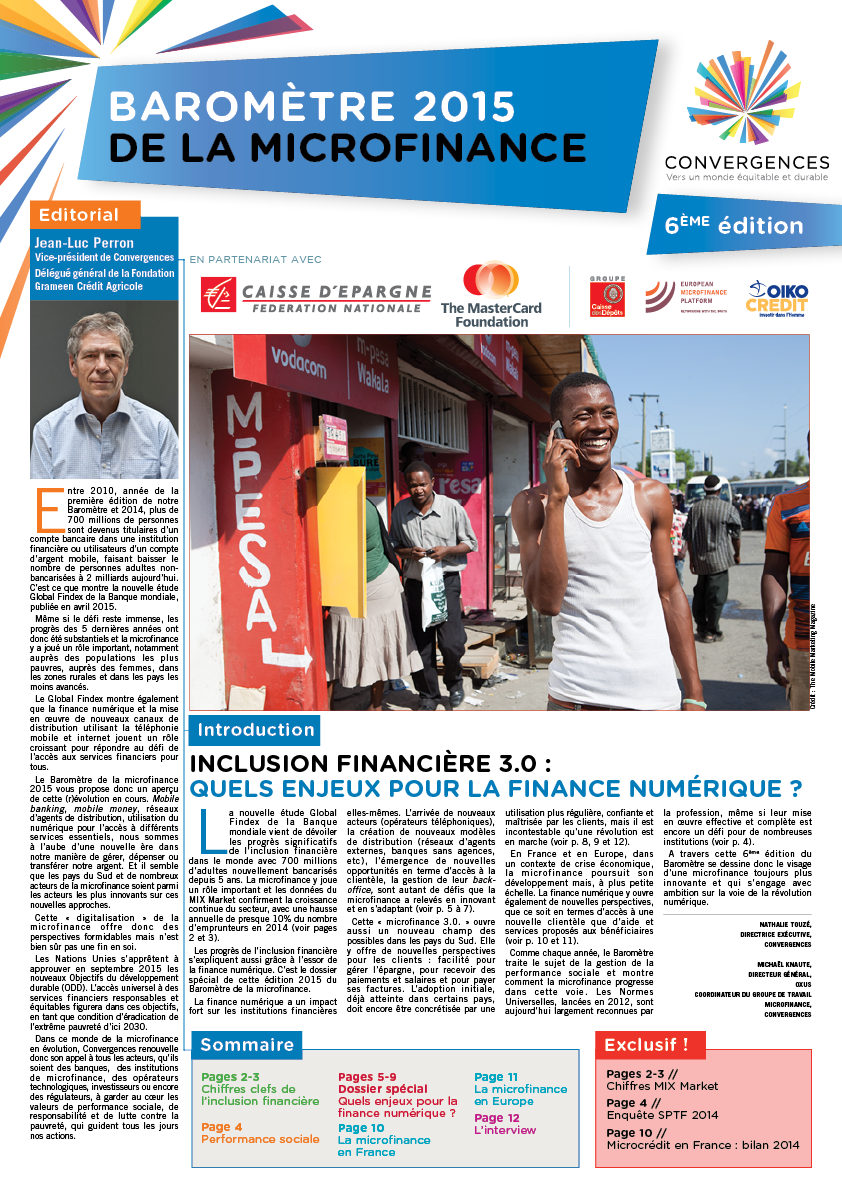 BAROMÈTRE 2015
DE LA MICROFINANCE
CONVERGENCES
Vers un monde équitable et durable
6ÈME édition
Editorial
Jean-Luc Perron
Vice-président de Convergences
Délégué général de la Fondation
Grameen Crédit Agricole
EN PARTENARIAT AVEC
CAISSE D'EPARGNE
FEDERATION NATIONALE
The MasterCard
Foundation
GROUPE
Caisse
des Dépôts
EUROPEAN
MICROFINANCE
PLATFORM
NETWORKING WITH THE SOUTH
OIKO
CREDIT
investir dans l'Homme
vodacom
m-pesa
Wakala
M-PESA
Crédit : The Mobile Marketing Magazine
Entre 2010, année de la
première édition de notre
Baromètre et 2014, plus de
700 millions de personnes
sont devenus titulaires d'un
compte bancaire dans une institution
financière ou utilisateurs d'un compte
d'argent mobile, faisant baisser le
nombre de personnes adultes non-
bancarisées à 2 milliards aujourd'hui.
C'est ce que montre la nouvelle étude
Global Findex de la Banque mondiale,
publiée en avril 2015.
Même si le défi reste immense, les
progrès des 5 dernières années ont
donc été substantiels et la microfinance
y a joué un rôle important, notamment
auprès des populations les plus
pauvres, auprès des femmes, dans
les zones rurales et dans les pays les
moins avancés.
Le Global Findex montre également
que la finance numérique et la mise
en œuvre de nouveaux canaux de
distribution utilisant la téléphonie
mobile et internet jouent un rôle
croissant pour répondre au défi de
l'accès aux services financiers pour
tous.
Le Baromètre de la microfinance
2015 vous propose donc un aperçu
de cette (r)évolution en cours. Mobile
banking, mobile money, réseaux
d'agents de distribution, utilisation du
numérique pour l'accès à différents
services essentiels, nous sommes
à l'aube d'une nouvelle ère dans
notre manière de gérer, dépenser ou
transférer notre argent. Et il semble
que les pays du Sud et de nombreux
acteurs de la microfinance soient parmi
les acteurs les plus innovants sur ces
nouvelles approches.
Cette « digitalisation » de la
microfinance offre donc des
perspectives formidables mais n'est
bien sûr pas une fin en soi.
Les Nations Unies s'apprêtent à
approuver en septembre 2015 les
nouveaux Objectifs du développement
durable (ODD). L'accès universel à des
services financiers responsables et
équitables figurera dans ces objectifs,
en tant que condition d'éradication de
l'extrême pauvreté d'ici 2030.
Dans ce monde de la microfinance
en évolution, Convergences renouvelle
donc son appel à tous les acteurs, qu'ils
soient des banques, des institutions
de microfinance, des opérateurs
technologiques, investisseurs ou encore
des régulateurs, à garder au cœur les
valeurs de performance sociale, de
responsabilité et de lutte contre la
pauvreté, qui guident tous les jours
nos actions.
Introduction
INCLUSION FINANCIÈRE 3.0 :
QUELS ENJEUX POUR LA FINANCE NUMÉRIQUE ?
La nouvelle étude Global
Findex de la Banque
mondiale vient de dévoiler
les progrès significatifs
de l'inclusion financière
dans le monde avec 700 millions
d'adultes nouvellement bancarisés
depuis 5 ans. La microfinance y joue
un rôle important et les données du
MIX Market confirment la croissance
continue du secteur, avec une hausse
annuelle de presque 10% du nombre
d'emprunteurs en 2014 (voir pages
2 et 3).
Les progrès de l'inclusion financière
s'expliquent aussi grâce à l'essor de
la finance numérique. C'est le dossier
spécial de cette édition 2015 du
Baromètre de la microfinance.
La finance numérique a un impact
fort sur les institutions financières
elles-mêmes. L'arrivée de nouveaux
acteurs (opérateurs téléphoniques),
la création de nouveaux modèles
de distribution (réseaux d'agents
externes, banques sans agences,
etc), l'émergence de nouvelles
opportunités en terme d'accès à la
clientèle, la gestion de leur back-
office, sont autant de défis que la
microfinance a relevés en innovant
et en s'adaptant (voir p. 5 à 7).
Cette « microfinance 3.0. » ouvre
aussi un nouveau champ des
possibles dans les pays du Sud. Elle
y offre de nouvelles perspectives
pour les clients : facilité pour
gérer l'épargne, pour recevoir des
paiements et salaires et pour payer
ses factures. L'adoption initiale,
déjà atteinte dans certains pays,
doit encore être concrétisée par une
utilisation plus régulière, confiante et
maîtrisée par les clients, mais il est
incontestable qu'une révolution est
en marche (voir p. 8, 9 et 12).
En France et en Europe, dans
un contexte de crise économique,
la microfinance poursuit son
développement mais, à plus petite
échelle. La finance numérique y ouvre
également de nouvelles perspectives,
que ce soit en termes d'accès à une
nouvelle clientèle que d'aide et
services proposés aux bénéficiaires
(voir p. 10 et 11).
Comme chaque année, le Baromètre
traite le sujet de la gestion de la
performance sociale et montre
comment la microfinance progresse
dans cette voie. Les Normes
Universelles, lancées en 2012, sont
aujourd'hui largement reconnues par
la profession, même si leur mise
en œuvre effective et complète est
encore un défi pour de nombreuses
institutions (voir p. 4).
A travers cette 6ème édition du
Baromètre se dessine donc le visage
d'une microfinance toujours plus
innovante et qui s'engage avec
ambition sur la voie de la révolution
numérique.
NATHALIE TOUZÉ,
DIRECTRICE EXÉCUTIVE,
CONVERGENCES
MICHAËL KNAUTE,
DIRECTEUR GÉNÉRAL,
OXUS
COORDINATEUR DU GROUPE DE TRAVAIL
MICROFINANCE,
CONVERGENCES
Sommaire
Pages 2-3
Chiffres clefs de
l'inclusion financière
Page 4
Performance sociale
Pages 5-9
Dossier spécial
Quels enjeux pour la
finance numérique ?
Page 10
La microfinance
en France
Page 11
La microfinance
en Europe
Page 12
L'interview
Exclusif !
Pages 2-3 //
Chiffres MIX Market
Page 4 //
Enquête SPTF 2014
Page 10 //
Microcrédit en France : bilan 2014